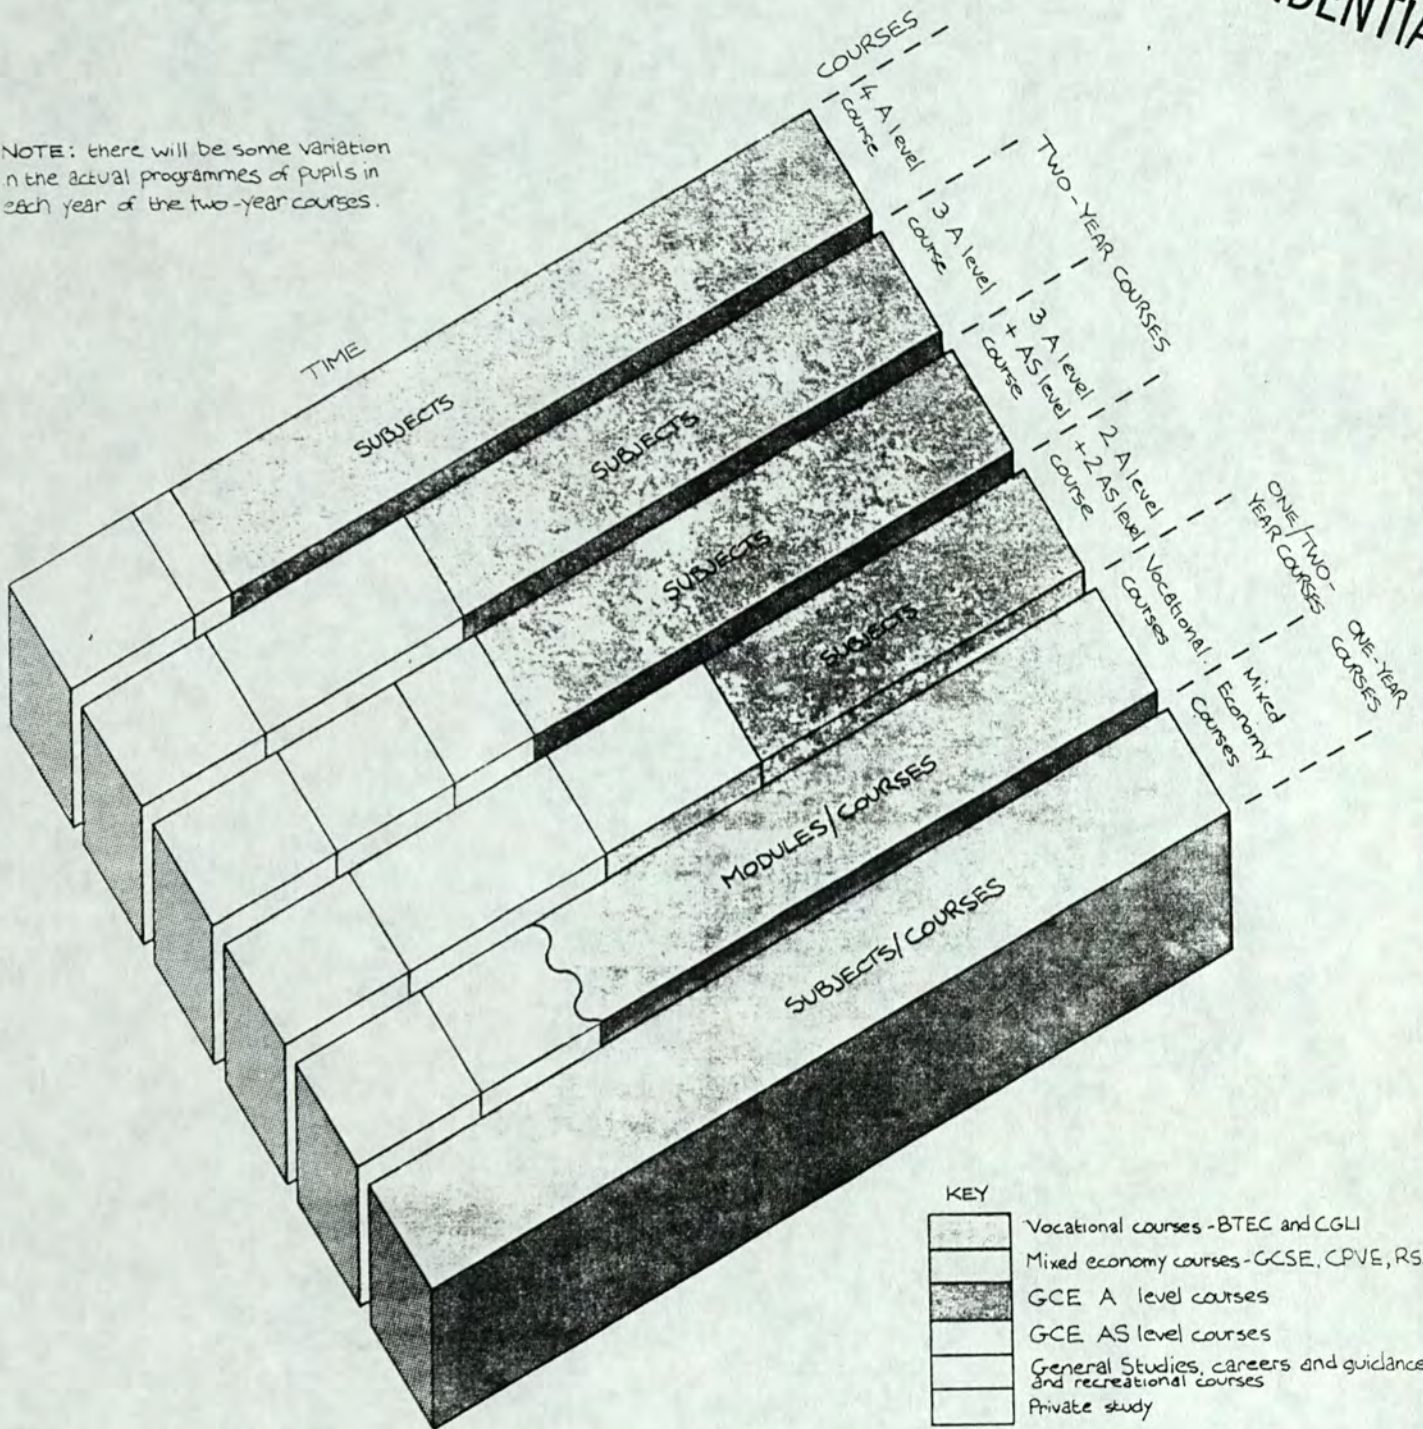 NOTE: there will be some variation
n the actual programmes of pupils in
each year of the two-year courses.
COURSES
4 A level
course
3 A level
course
3 A level
+ AS level
course
2 A level
+ 2 AS level
course
Vocational
courses
Mixed
Economy
Courses
TWO-YEAR COURSES
ONE/TWO-
YEAR COURSES
ONE-YEAR
COURSES
TIME
SUBJECTS
SUBJECTS
SUBJECTS
SUBJECTS
MODULES/COURSES
SUBJECTS/COURSES
KEY
Vocational courses - BTEC and CGLI
Mixed economy courses - GCSE, CPVE, RS
GCE A level courses
GCE AS level courses
General Studies, careers and guidance
and recreational courses
Private study